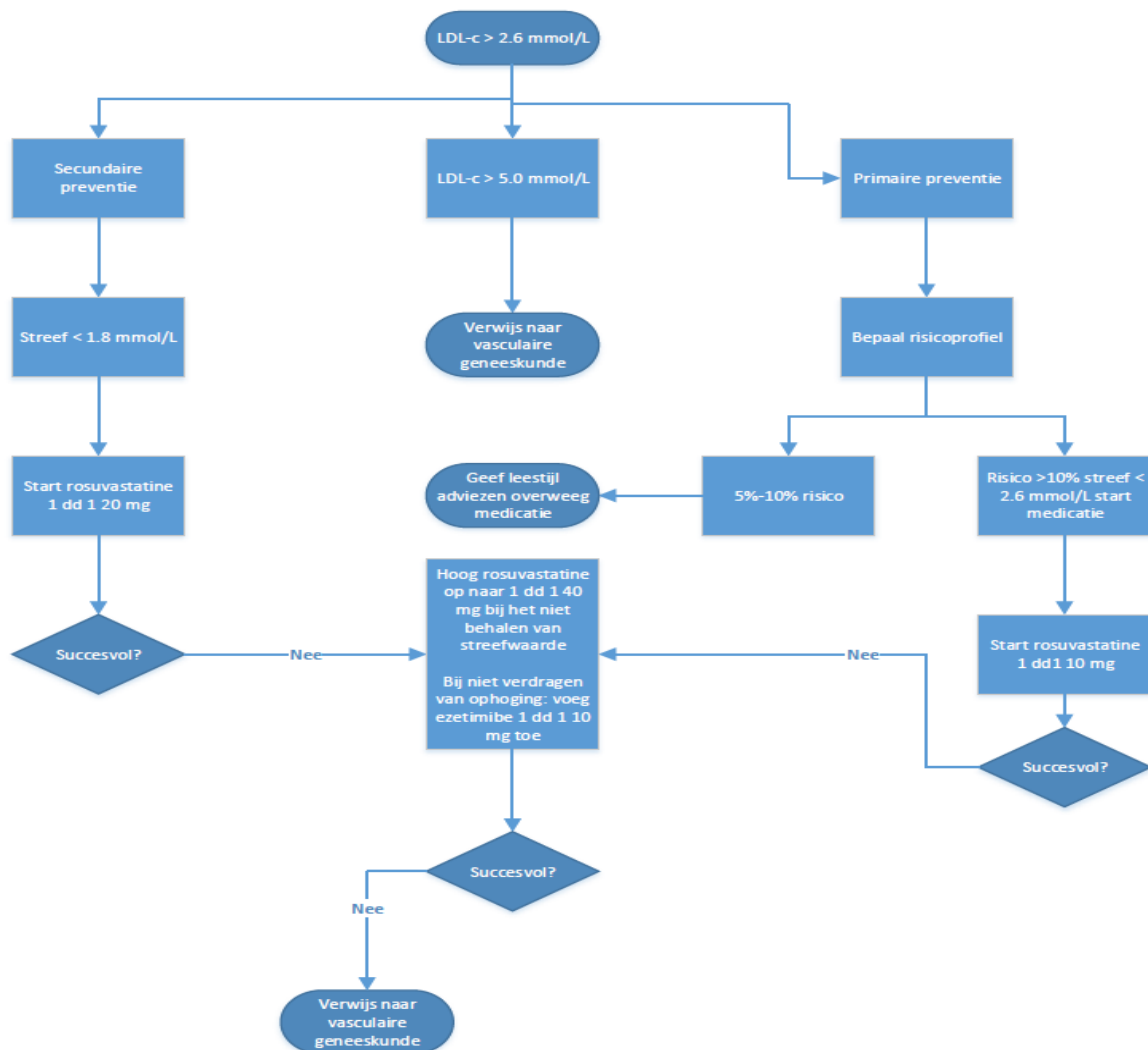 LDL-c > 2.6 mmol/L
Secundaire
preventie
LDL-c > 5.0 mmol/L
Primaire preventie
Streef < 1.8 mmol/L
Verwijs naar
vasculaire
geneeskunde
Bepaal risicoprofiel
Start rosuvastatine
1 dd 1 20 mg
Geef leestijl
adviezen overweeg
medicatie
5%-10% risico
Risico >10% streef <
2.6 mmol/L start
medicatie
Hoog rosuvastatine
op naar 1 dd 1 40
mg bij het niet
behalen van
streefwaarde
Bij niet verdragen
van ophoging: voeg
ezetimibe 1 dd 1 10
mg toe
Succesvol?
Nee
Nee
Start rosuvastatine
1 dd1 10 mg
Succesvol?
Succesvol?
Nee
Verwijs naar
vasculaire
geneeskunde